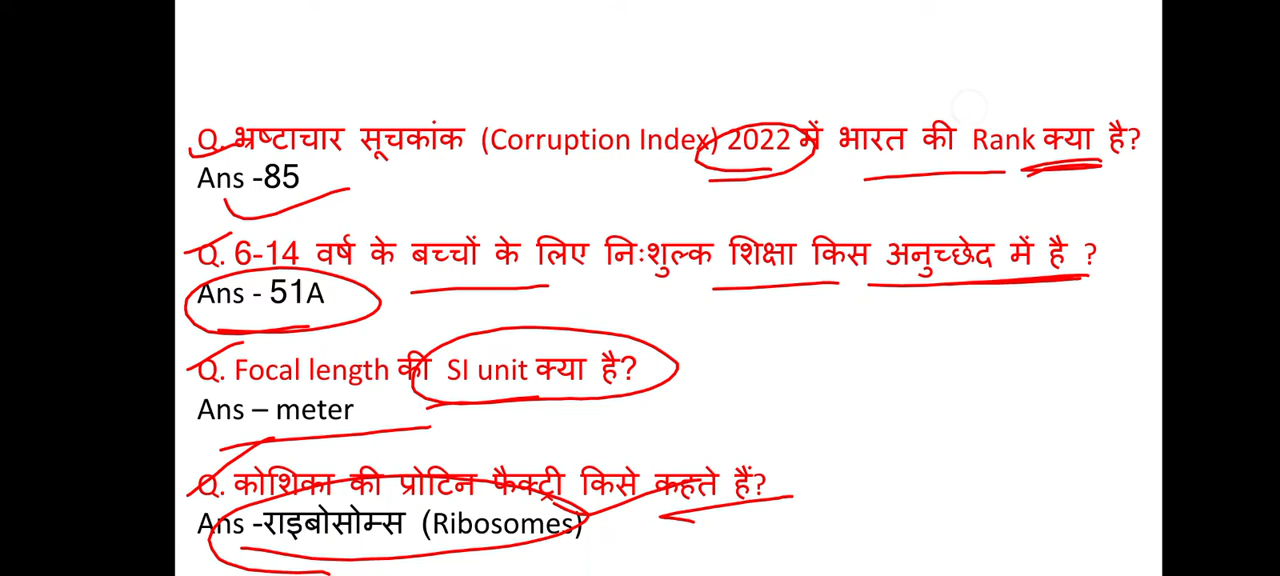 Q. भ्रष्टाचार सूचकांक (Corruption Index) 2022 में भारत की Rank क्या है?
Ans -85
Q. 6-14 वर्ष के बच्चों के लिए निःशुल्क शिक्षा किस अनुच्छेद में है ?
Ans - 51A
Q. Focal length की SI unit क्या है?
Ans – meter
Q. कोशिका की प्रोटिन फैक्ट्री किसे कहते हैं?
Ans -राइबोसोम्स (Ribosomes)